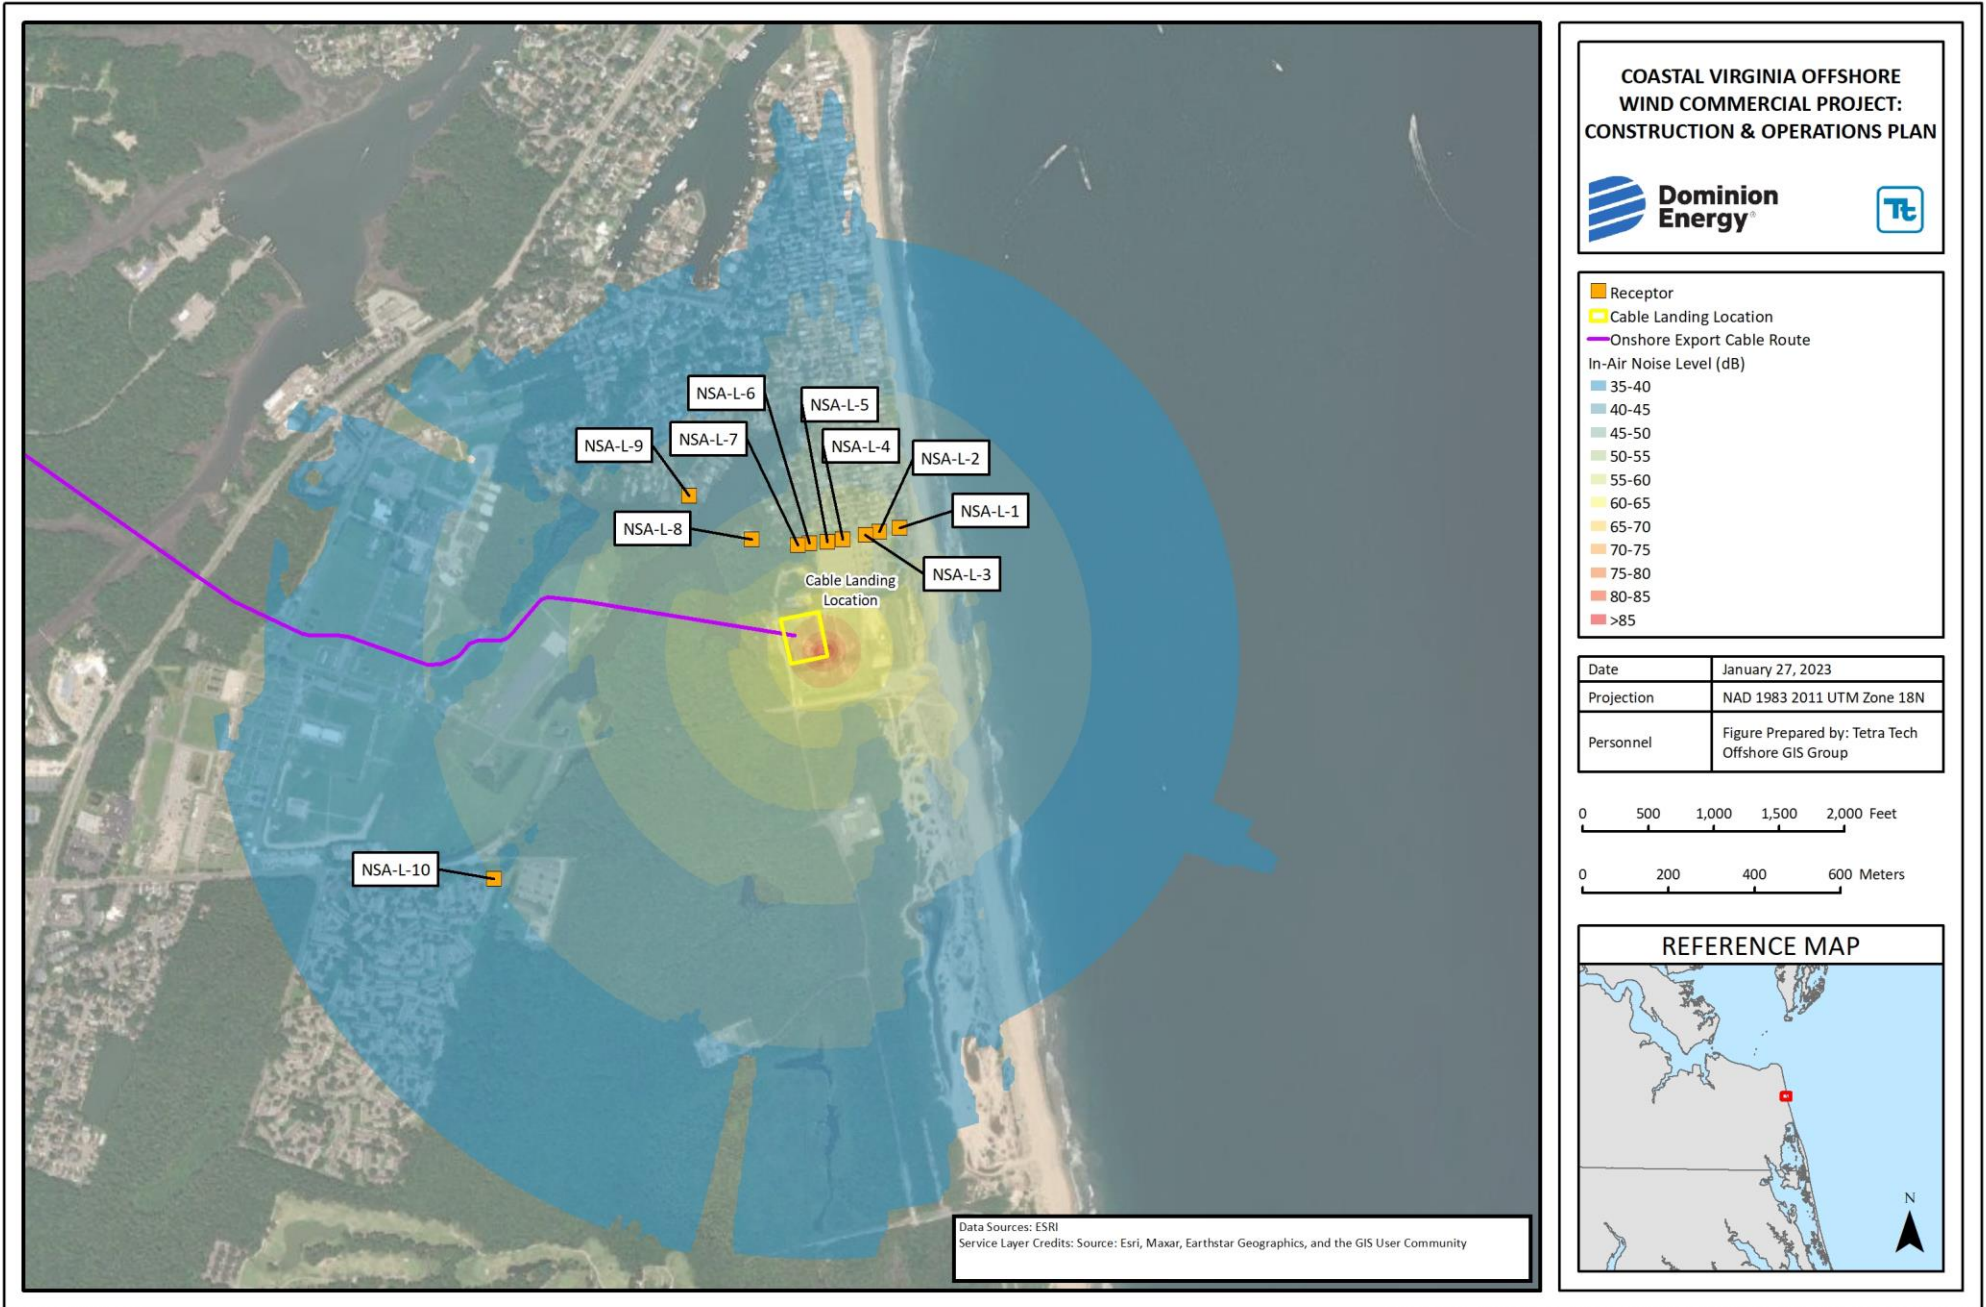 NSA-L-6
NSA-L-5
NSA-L-9
NSA-L-7
NSA-L-4
NSA-L-2
NSA-L-8
NSA-L-1
NSA-L-3
Cable Landing
Location
NSA-L-10
Data Sources: ESRI
Service Layer Credits: Source: Esri, Maxar, Earthstar Geographics, and the GIS User Community
COASTAL VIRGINIA OFFSHORE
WIND COMMERCIAL PROJECT:
CONSTRUCTION & OPERATIONS PLAN
Dominion
Energy®
Tt
Receptor
Cable Landing Location
Onshore Export Cable Route
In-Air Noise Level (dB)
35-40
40-45
45-50
50-55
55-60
60-65
65-70
70-75
75-80
80-85
>85
Date January 27, 2023
Projection NAD 1983 2011 UTM Zone 18N
Personnel Figure Prepared by: Tetra Tech
Offshore GIS Group
0 500 1,000 1,500 2,000 Feet
0 200 400 600 Meters
REFERENCE MAP
N